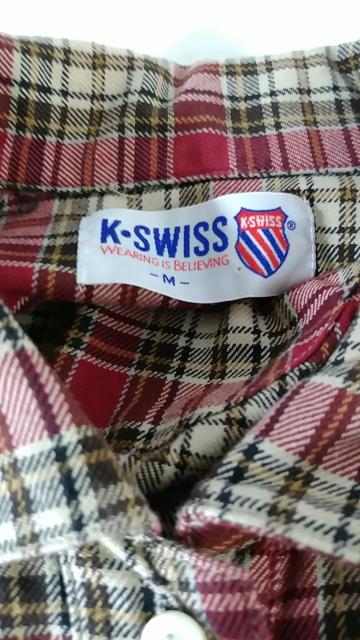 K-SWISS
K-SWISS
®
WEARING IS BELIEVING
-M-